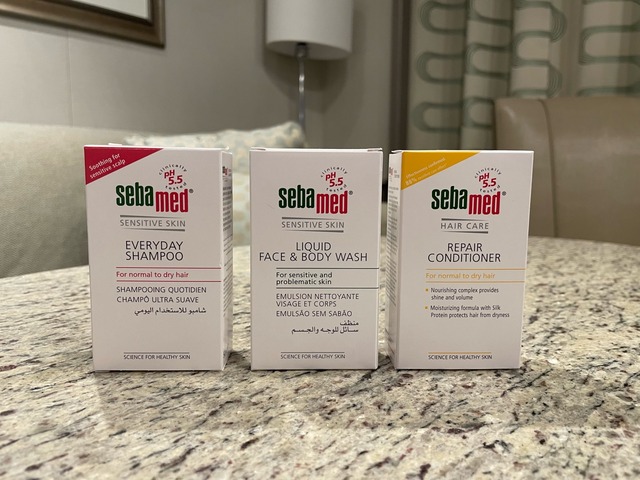 Soothing for
sensitive scalp
clinically
pH
5.5
tested
sebamed®
SENSITIVE SKIN
EVERYDAY
SHAMPOO
For normal to dry hair
SHAMPOOING QUOTIDIEN
CHAMPÔ ULTRA SUAVE
شامبو للاستخدام اليومي
SCIENCE FOR HEALTHY SKIN
clinically
pH
5.5
tested
sebamed®
SENSITIVE SKIN
LIQUID
FACE & BODY WASH
For sensitive and
problematic skin
EMULSION NETTOYANTE
VISAGE ET CORPS
EMULSÃO SEM SABÃO
منظف
سائل للوجه والجسم
SCIENCE FOR HEALTHY SKIN
clinically
pH
5.5
tested
sebamed®
HAIR CARE
REPAIR
CONDITIONER
For normal to dry hair
Nourishing complex provides
shine and volume
Moisturizing formula with Silk
Protein protects hair from dryness
SCIENCE FOR HEALTHY SKIN